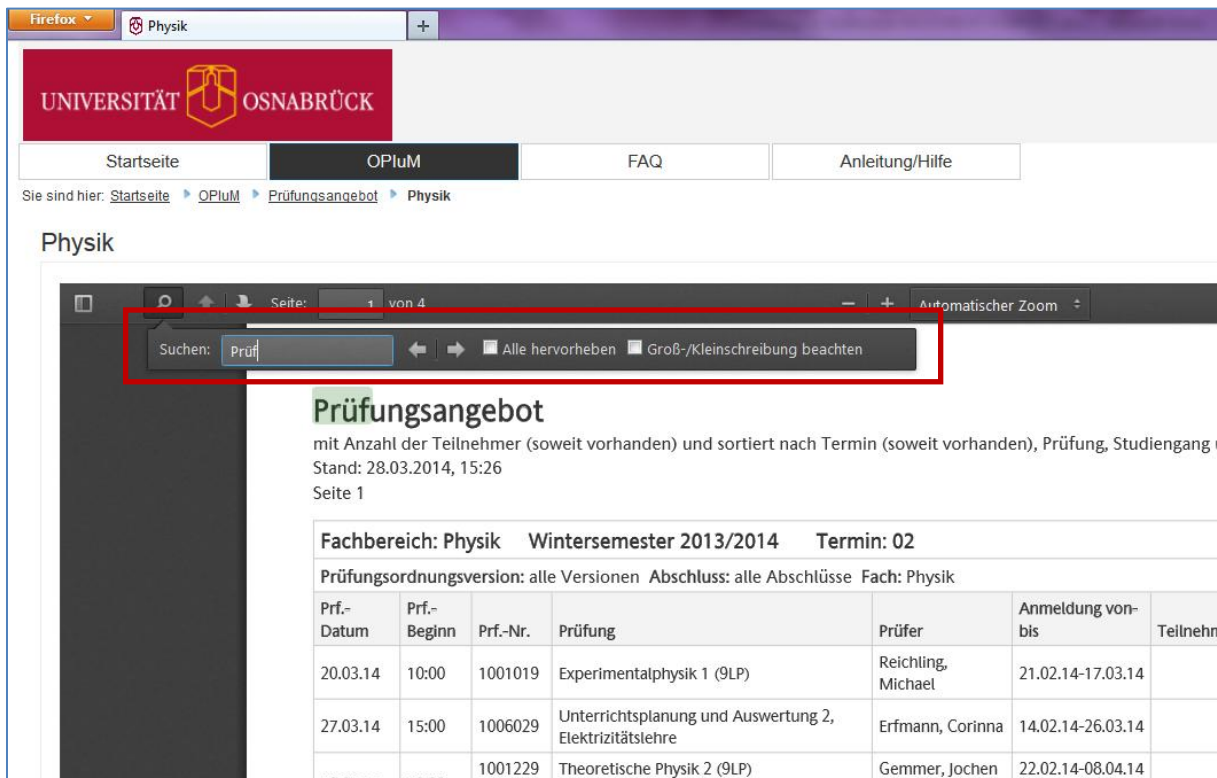 Firefox
Physik
+
UNIVERSITÄT OSNABRÜCK
Startseite OPIuM FAQ Anleitung/Hilfe
Sie sind hier: Startseite OPIuM Prüfungsangebot Physik
Physik
Seite: 1 von 4 Automatischer Zoom
Suchen: Prüf Alle hervorheben Groß-/Kleinschreibung beachten
Prüfungsangebot
mit Anzahl der Teilnehmer (soweit vorhanden) und sortiert nach Termin (soweit vorhanden), Prüfung, Studiengang
Stand: 28.03.2014, 15:26
Seite 1
Fachbereich: Physik Wintersemester 2013/2014 Termin: 02
Prüfungsordnungsversion: alle Versionen Abschluss: alle Abschlüsse Fach: Physik
Prf.- Prf.- Anmeldung von-
Datum Beginn Prf.-Nr. Prüfung Prüfer bis Teilnehm
20.03.14 10:00 1001019 Experimentalphysik 1 (9LP) Reichling, Michael 21.02.14-17.03.14
27.03.14 15:00 1006029 Unterrichtsplanung und Auswertung 2, Erfmann, Corinna 14.02.14-26.03.14
Elektrizitätslehre
1001229 Theoretische Physik 2 (9LP) Gemmer, Jochen 22.02.14-08.04.14